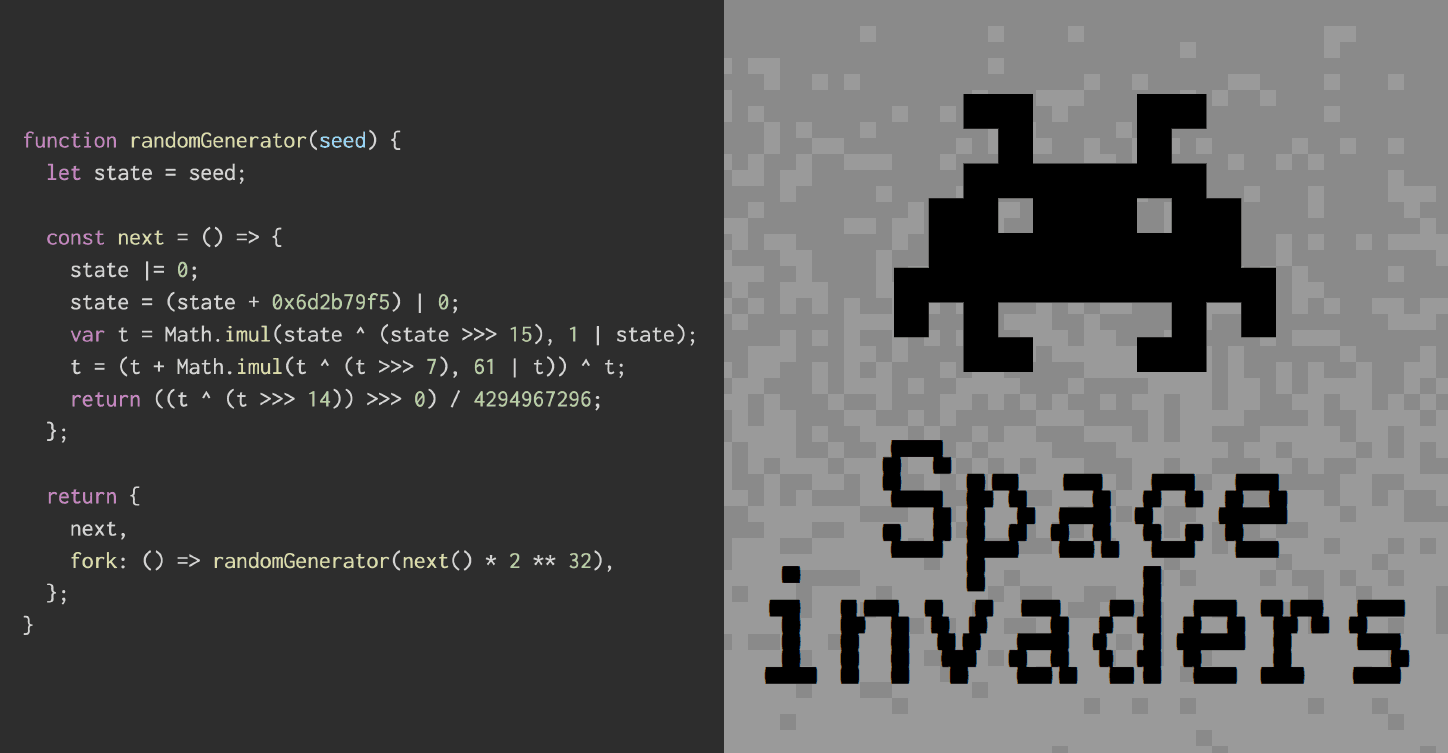 function randomGenerator(seed) {
  let state = seed;

  const next = () => {
    state |= 0;
    state = (state + 0x6d2b79f5) | 0;
    var t = Math.imul(state ^ (state >>> 15), 1 | state);
    t = (t + Math.imul(t ^ (t >>> 7), 61 | t)) ^ t;
    return ((t ^ (t >>> 14)) >>> 0) / 4294967296;
  };

  return {
    next,
    fork: () => randomGenerator(next() * 2 ** 32),
  };
}
Space
invaders